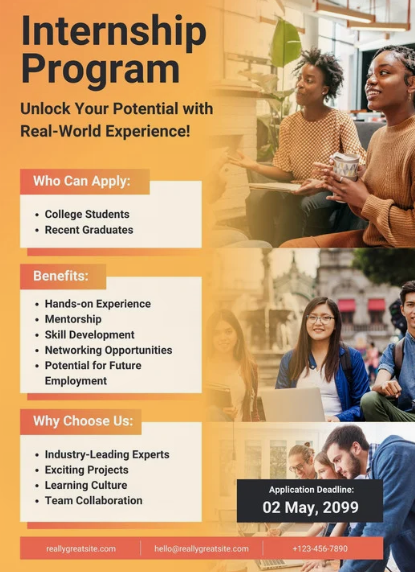 Internship
Program
Unlock Your Potential with
Real-World Experience!
Who Can Apply:
• College Students
• Recent Graduates
Benefits:
• Hands-on Experience
• Mentorship
• Skill Development
• Networking Opportunities
• Potential for Future
Employment
Why Choose Us:
• Industry-Leading Experts
• Exciting Projects
• Learning Culture
• Team Collaboration
Application Deadline:
02 May, 2099
reallygreatsite.com
hello@reallygreatsite.com
+123-456-7890